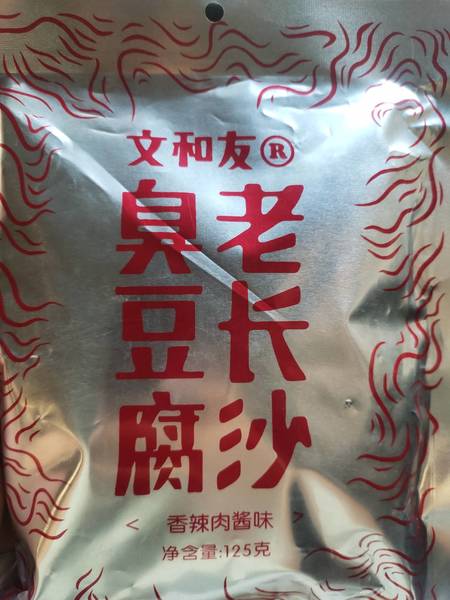 文和友®
老长沙
臭豆腐
< 香辣肉酱味 >
净含量:125克